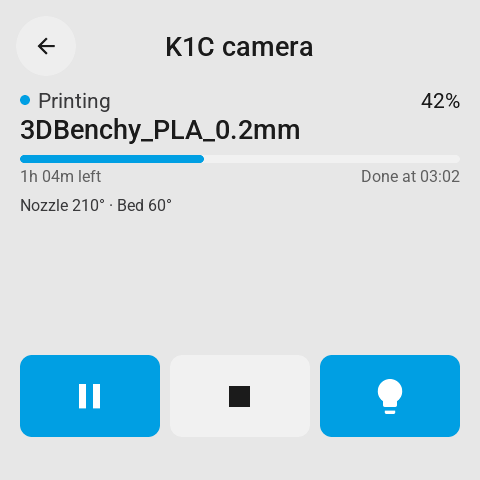 K1C camera
Printing 42%
3DBenchy_PLA_0.2mm
1h 04m left Done at 03:02
Nozzle 210° · Bed 60°